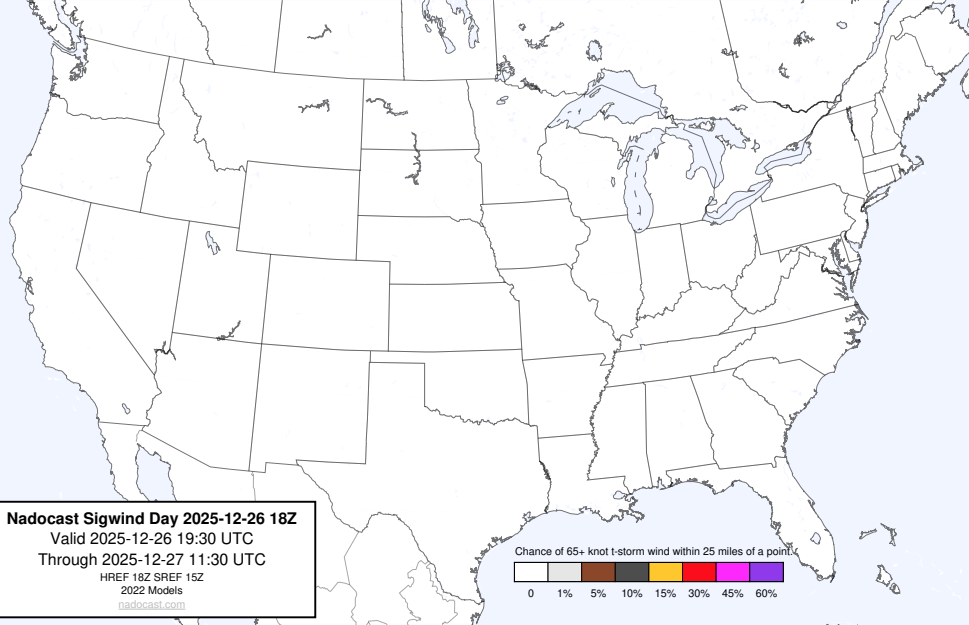 Nadocast Sigwind Day 2025-12-26 18Z
Valid 2025-12-26 19:30 UTC
Through 2025-12-27 11:30 UTC
HREF 18Z SREF 15Z
2022 Models
nadocast.com
Chance of 65+ knot t-storm wind within 25 miles of a point.
0 1% 5% 10% 15% 30% 45% 60%